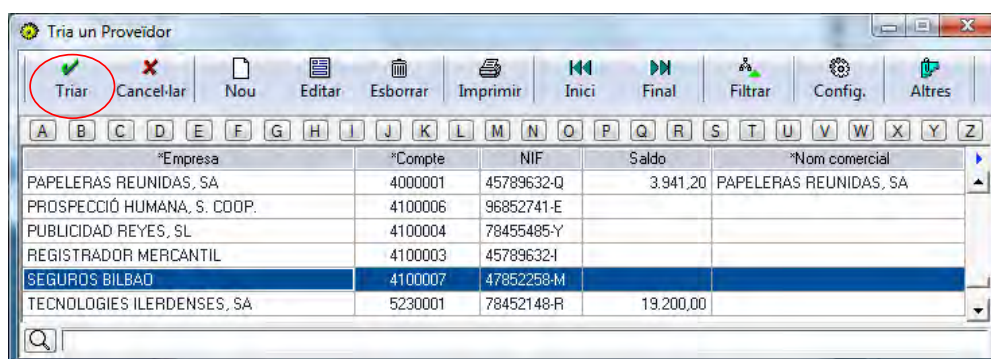 Tria un Proveïdor
Triar Cancel·lar Nou Editar Esborrar Imprimir Inici Final Filtrar Config. Altres
A B C D E F G H I J K L M N O P Q R S T U V W X Y Z
*Empresa *Compte NIF Saldo *Nom comercial
PAPELERAS REUNIDAS, SA 4000001 45789632-Q 3.941,20 PAPELERAS REUNIDAS, SA
PROSPECCIÓ HUMANA, S. COOP. 4100006 96852741-E
PUBLICIDAD REYES, SL 4100004 78455485-Y
REGISTRADOR MERCANTIL 4100003 45789632-I
SEGUROS BILBAO 4100007 47852258-M
TECNOLOGIES ILERDENSES, SA 5230001 78452148-R 19.200,00